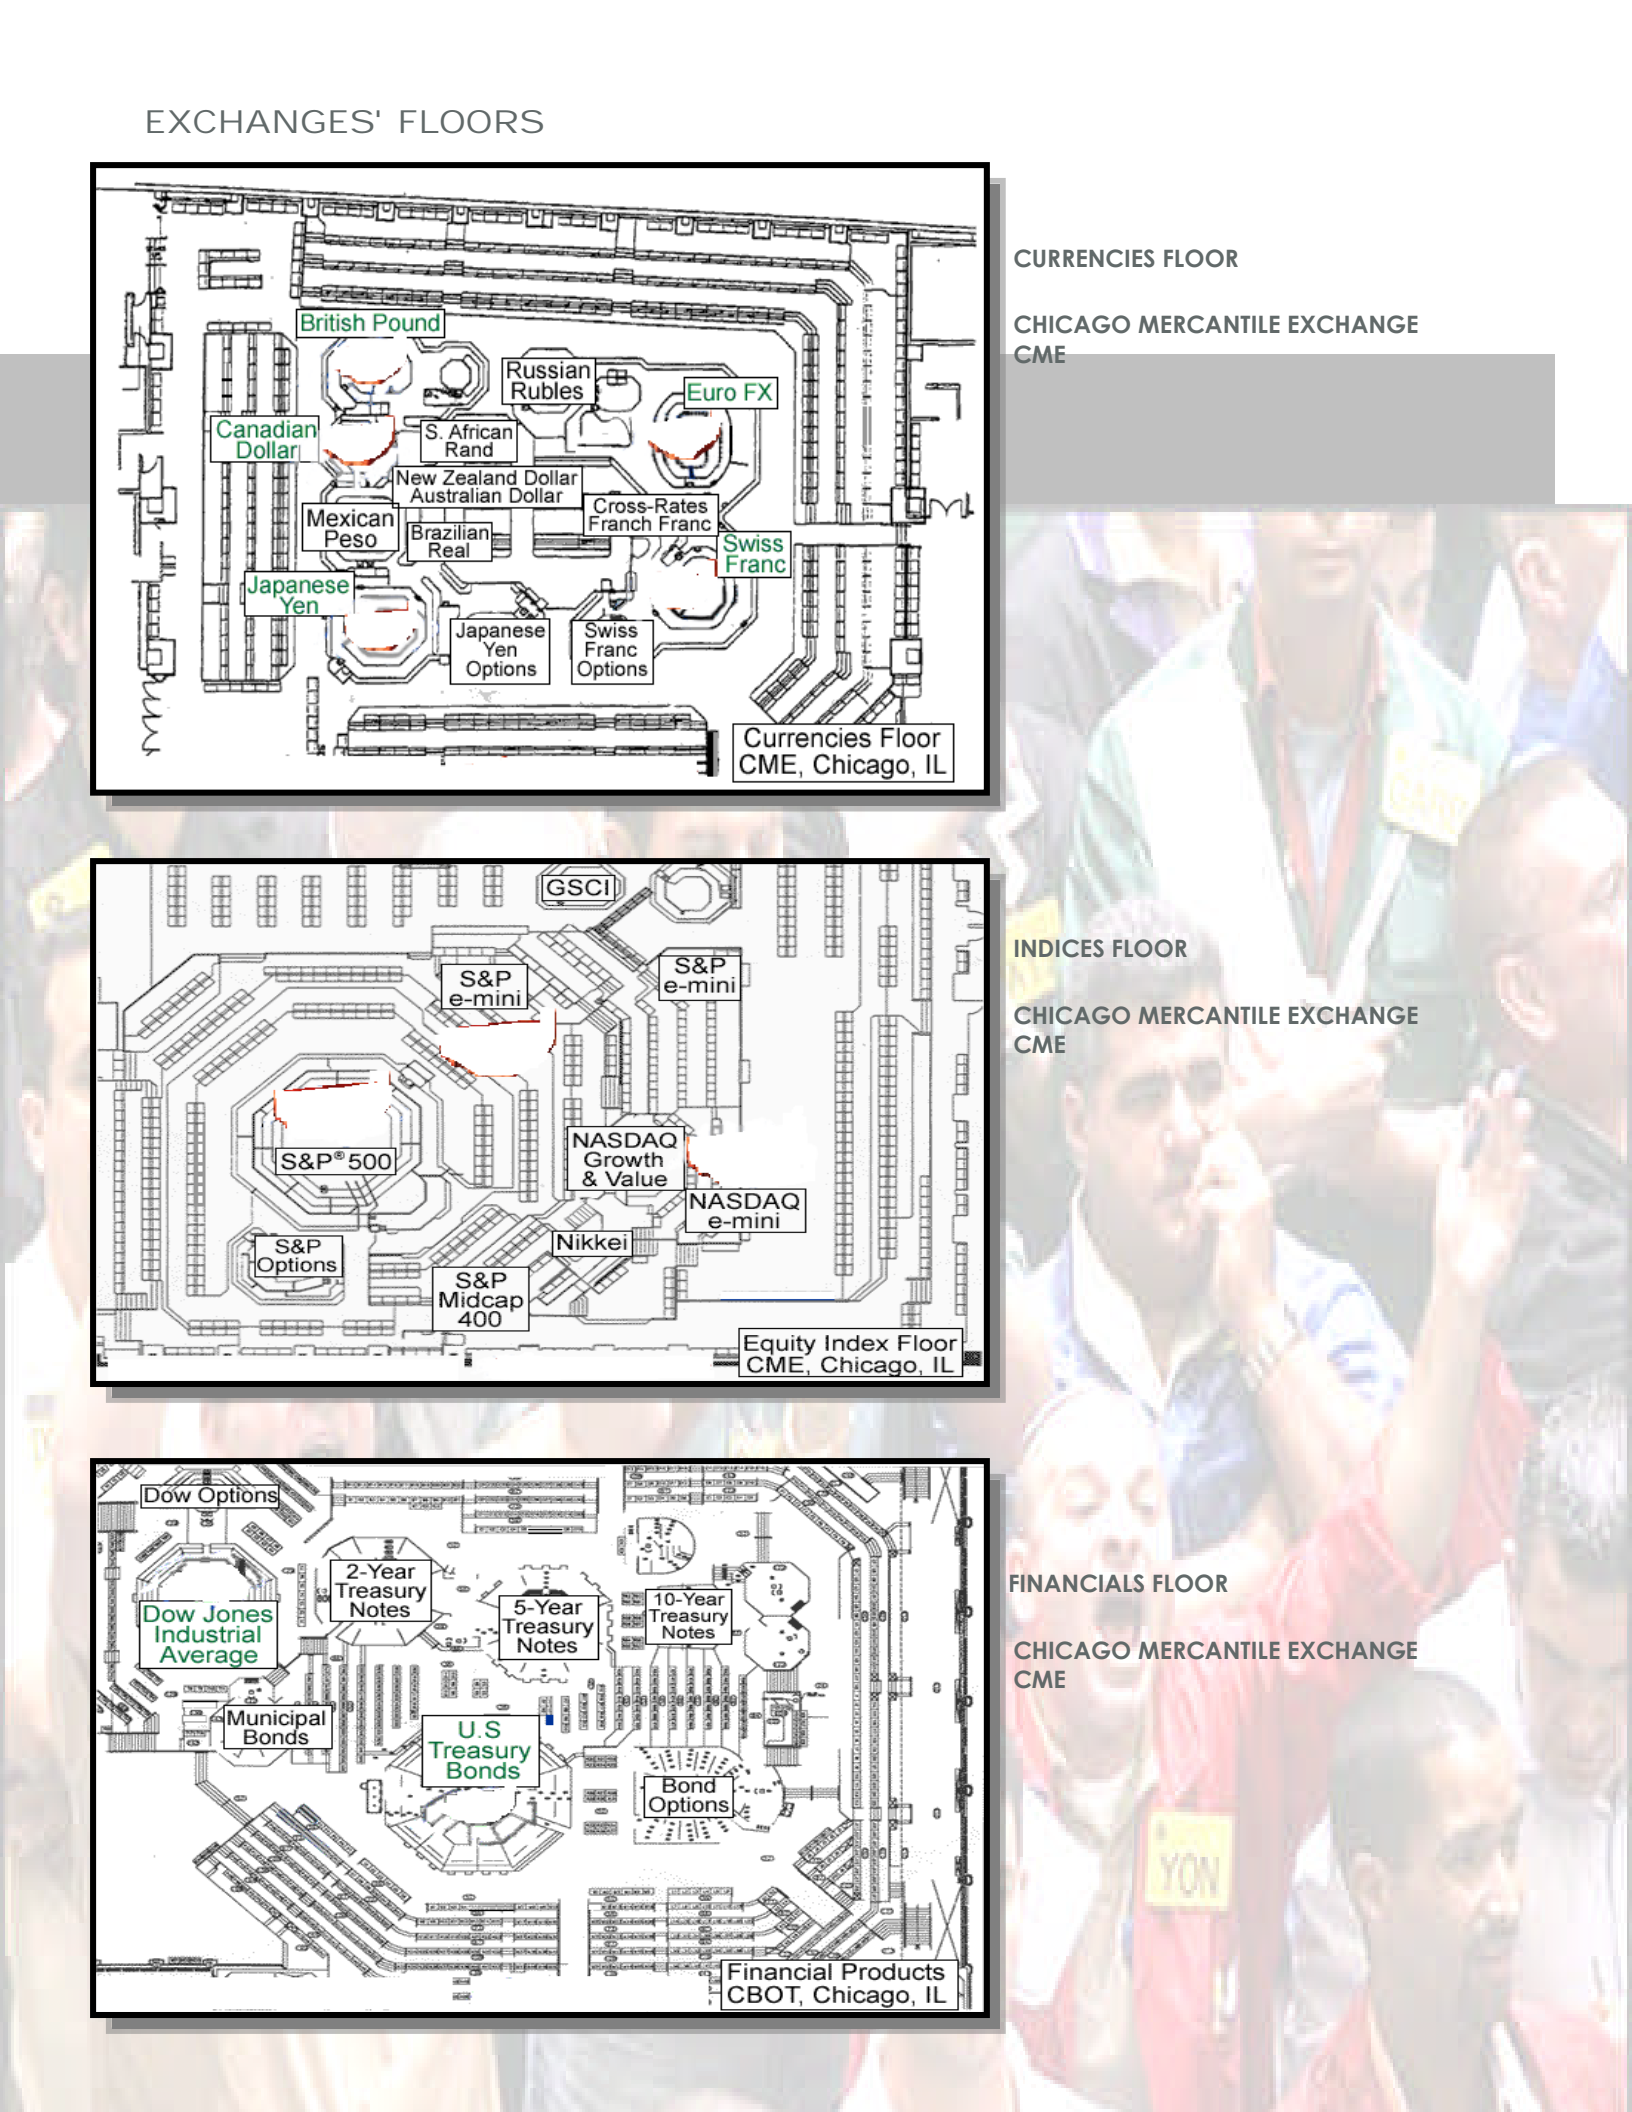 EXCHANGES' FLOORS
British Pound
Russian
Rubles
Euro FX
Canadian
Dollar
S. African
Rand
New Zealand Dollar
Australian Dollar
Cross-Rates
Franch Franc
Mexican
Peso
Brazilian
Real
Swiss
Franc
Japanese
Yen
Japanese
Yen
Options
Swiss
Franc
Options
Currencies Floor
CME, Chicago, IL
CURRENCIES FLOOR
CHICAGO MERCANTILE EXCHANGE
CME
GSCI
S&P
e-mini
S&P
e-mini
S&P® 500
NASDAQ
Growth
& Value
NASDAQ
e-mini
Nikkei
S&P
Options
S&P
Midcap
400
Equity Index Floor
CME, Chicago, IL
INDICES FLOOR
CHICAGO MERCANTILE EXCHANGE
CME
Dow Options
2-Year
Treasury
Notes
5-Year
Treasury
Notes
10-Year
Treasury
Notes
Dow Jones
Industrial
Average
Municipal
Bonds
U.S
Treasury
Bonds
Bond
Options
Financial Products
CBOT, Chicago, IL
FINANCIALS FLOOR
CHICAGO MERCANTILE EXCHANGE
CME
YON